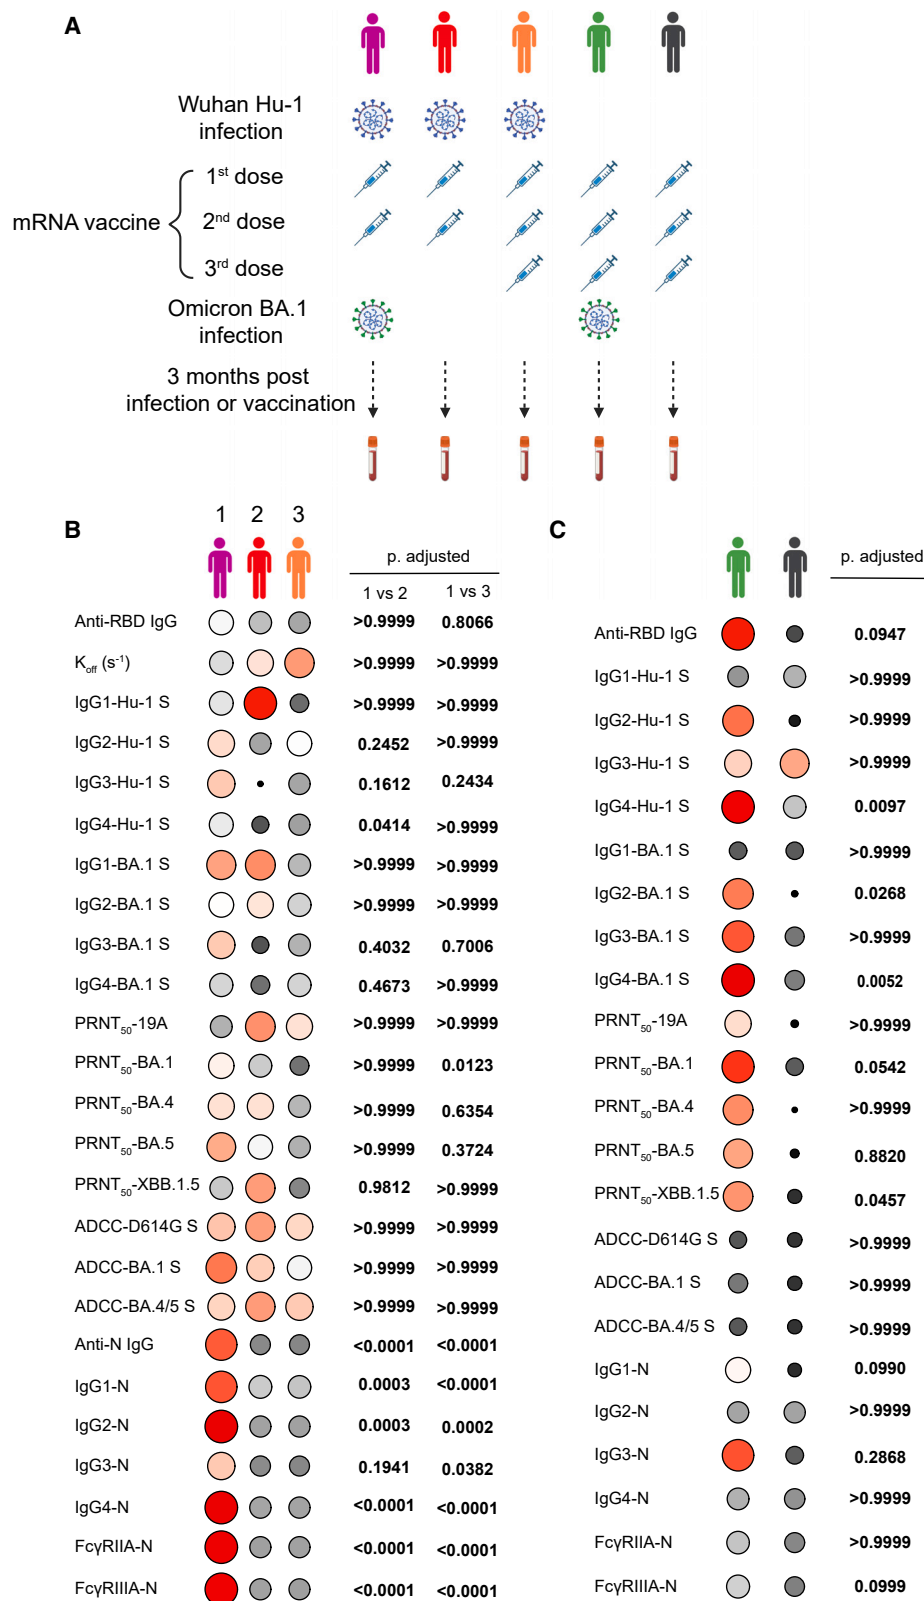 A
Wuhan Hu-1
infection
mRNA vaccine
1st dose
2nd dose
3rd dose
Omicron BA.1
infection
3 months post
infection or vaccination
B
1 2 3
p. adjusted
1 vs 2 1 vs 3
Anti-RBD IgG >0.9999 0.8066
Koff (s-1) >0.9999 >0.9999
IgG1-Hu-1 S >0.9999 >0.9999
IgG2-Hu-1 S 0.2452 >0.9999
IgG3-Hu-1 S 0.1612 0.2434
IgG4-Hu-1 S 0.0414 >0.9999
IgG1-BA.1 S >0.9999 >0.9999
IgG2-BA.1 S >0.9999 >0.9999
IgG3-BA.1 S 0.4032 0.7006
IgG4-BA.1 S 0.4673 >0.9999
PRNT50-19A >0.9999 >0.9999
PRNT50-BA.1 >0.9999 0.0123
PRNT50-BA.4 >0.9999 0.6354
PRNT50-BA.5 >0.9999 0.3724
PRNT50-XBB.1.5 0.9812 >0.9999
ADCC-D614G S >0.9999 >0.9999
ADCC-BA.1 S >0.9999 >0.9999
ADCC-BA.4/5 S >0.9999 >0.9999
Anti-N IgG <0.0001 <0.0001
IgG1-N 0.0003 <0.0001
IgG2-N 0.0003 0.0002
IgG3-N 0.1941 0.0382
IgG4-N <0.0001 <0.0001
FcγRIIA-N <0.0001 <0.0001
FcγRIIIA-N <0.0001 <0.0001
C
p. adjusted
Anti-RBD IgG 0.0947
IgG1-Hu-1 S >0.9999
IgG2-Hu-1 S >0.9999
IgG3-Hu-1 S >0.9999
IgG4-Hu-1 S 0.0097
IgG1-BA.1 S >0.9999
IgG2-BA.1 S 0.0268
IgG3-BA.1 S >0.9999
IgG4-BA.1 S 0.0052
PRNT50-19A >0.9999
PRNT50-BA.1 0.0542
PRNT50-BA.4 >0.9999
PRNT50-BA.5 0.8820
PRNT50-XBB.1.5 0.0457
ADCC-D614G S >0.9999
ADCC-BA.1 S >0.9999
ADCC-BA.4/5 S >0.9999
IgG1-N 0.0990
IgG2-N >0.9999
IgG3-N 0.2868
IgG4-N >0.9999
FcγRIIA-N >0.9999
FcγRIIIA-N 0.0999